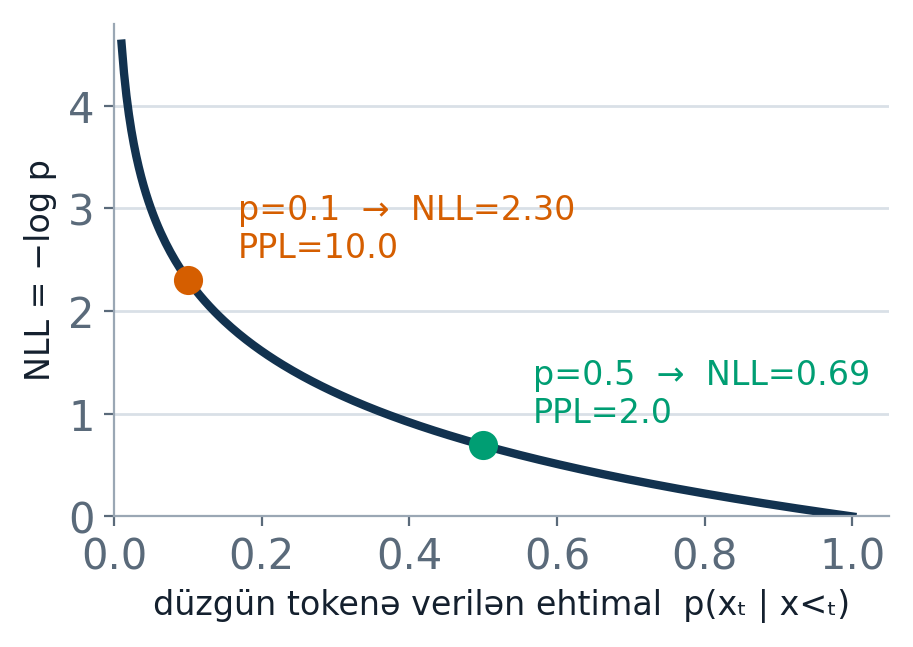 4
3
2
1
0
NLL = −log p
p=0.1 → NLL=2.30
PPL=10.0
p=0.5 → NLL=0.69
PPL=2.0
0.0 0.2 0.4 0.6 0.8 1.0
düzgün tokenə verilən ehtimal p(xₜ | x<ₜ)